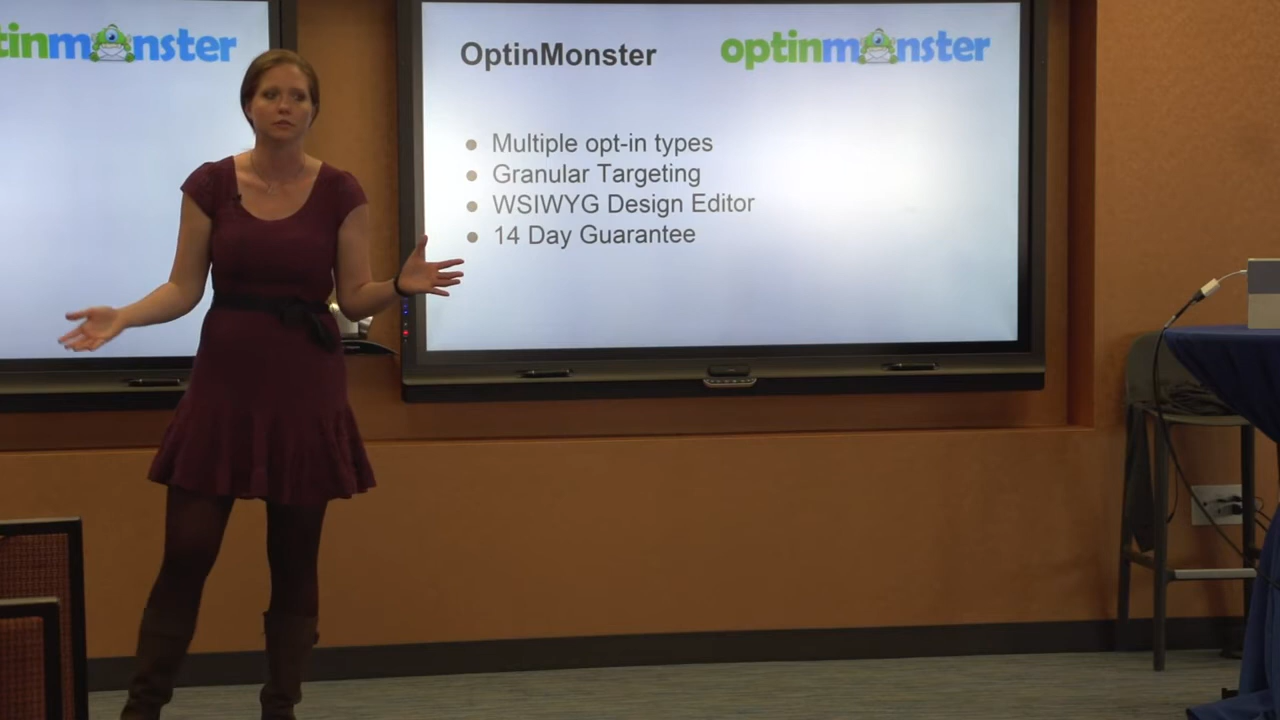 tinmonster
OptinMonster
optinmonster
● Multiple opt-in types
● Granular Targeting
● WSIWYG Design Editor
● 14 Day Guarantee